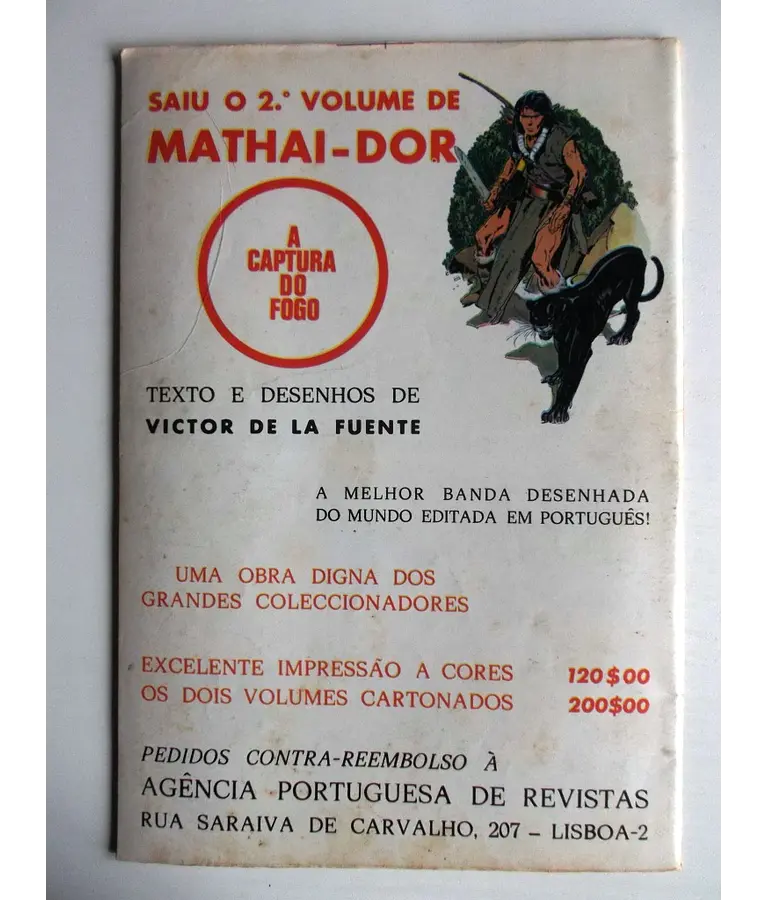 SAIU O 2.º VOLUME DE
MATHAI-DOR
A
CAPTURA
DO
FOGO
TEXTO E DESENHOS DE
VICTOR DE LA FUENTE
A MELHOR BANDA DESENHADA
DO MUNDO EDITADA EM PORTUGUÊS!
UMA OBRA DIGNA DOS
GRANDES COLECCIONADORES
EXCELENTE IMPRESSÃO A CORES 120$00
OS DOIS VOLUMES CARTONADOS 200$00
PEDIDOS CONTRA-REEMBOLSO À
AGÊNCIA PORTUGUESA DE REVISTAS
RUA SARAIVA DE CARVALHO, 207 – LISBOA-2